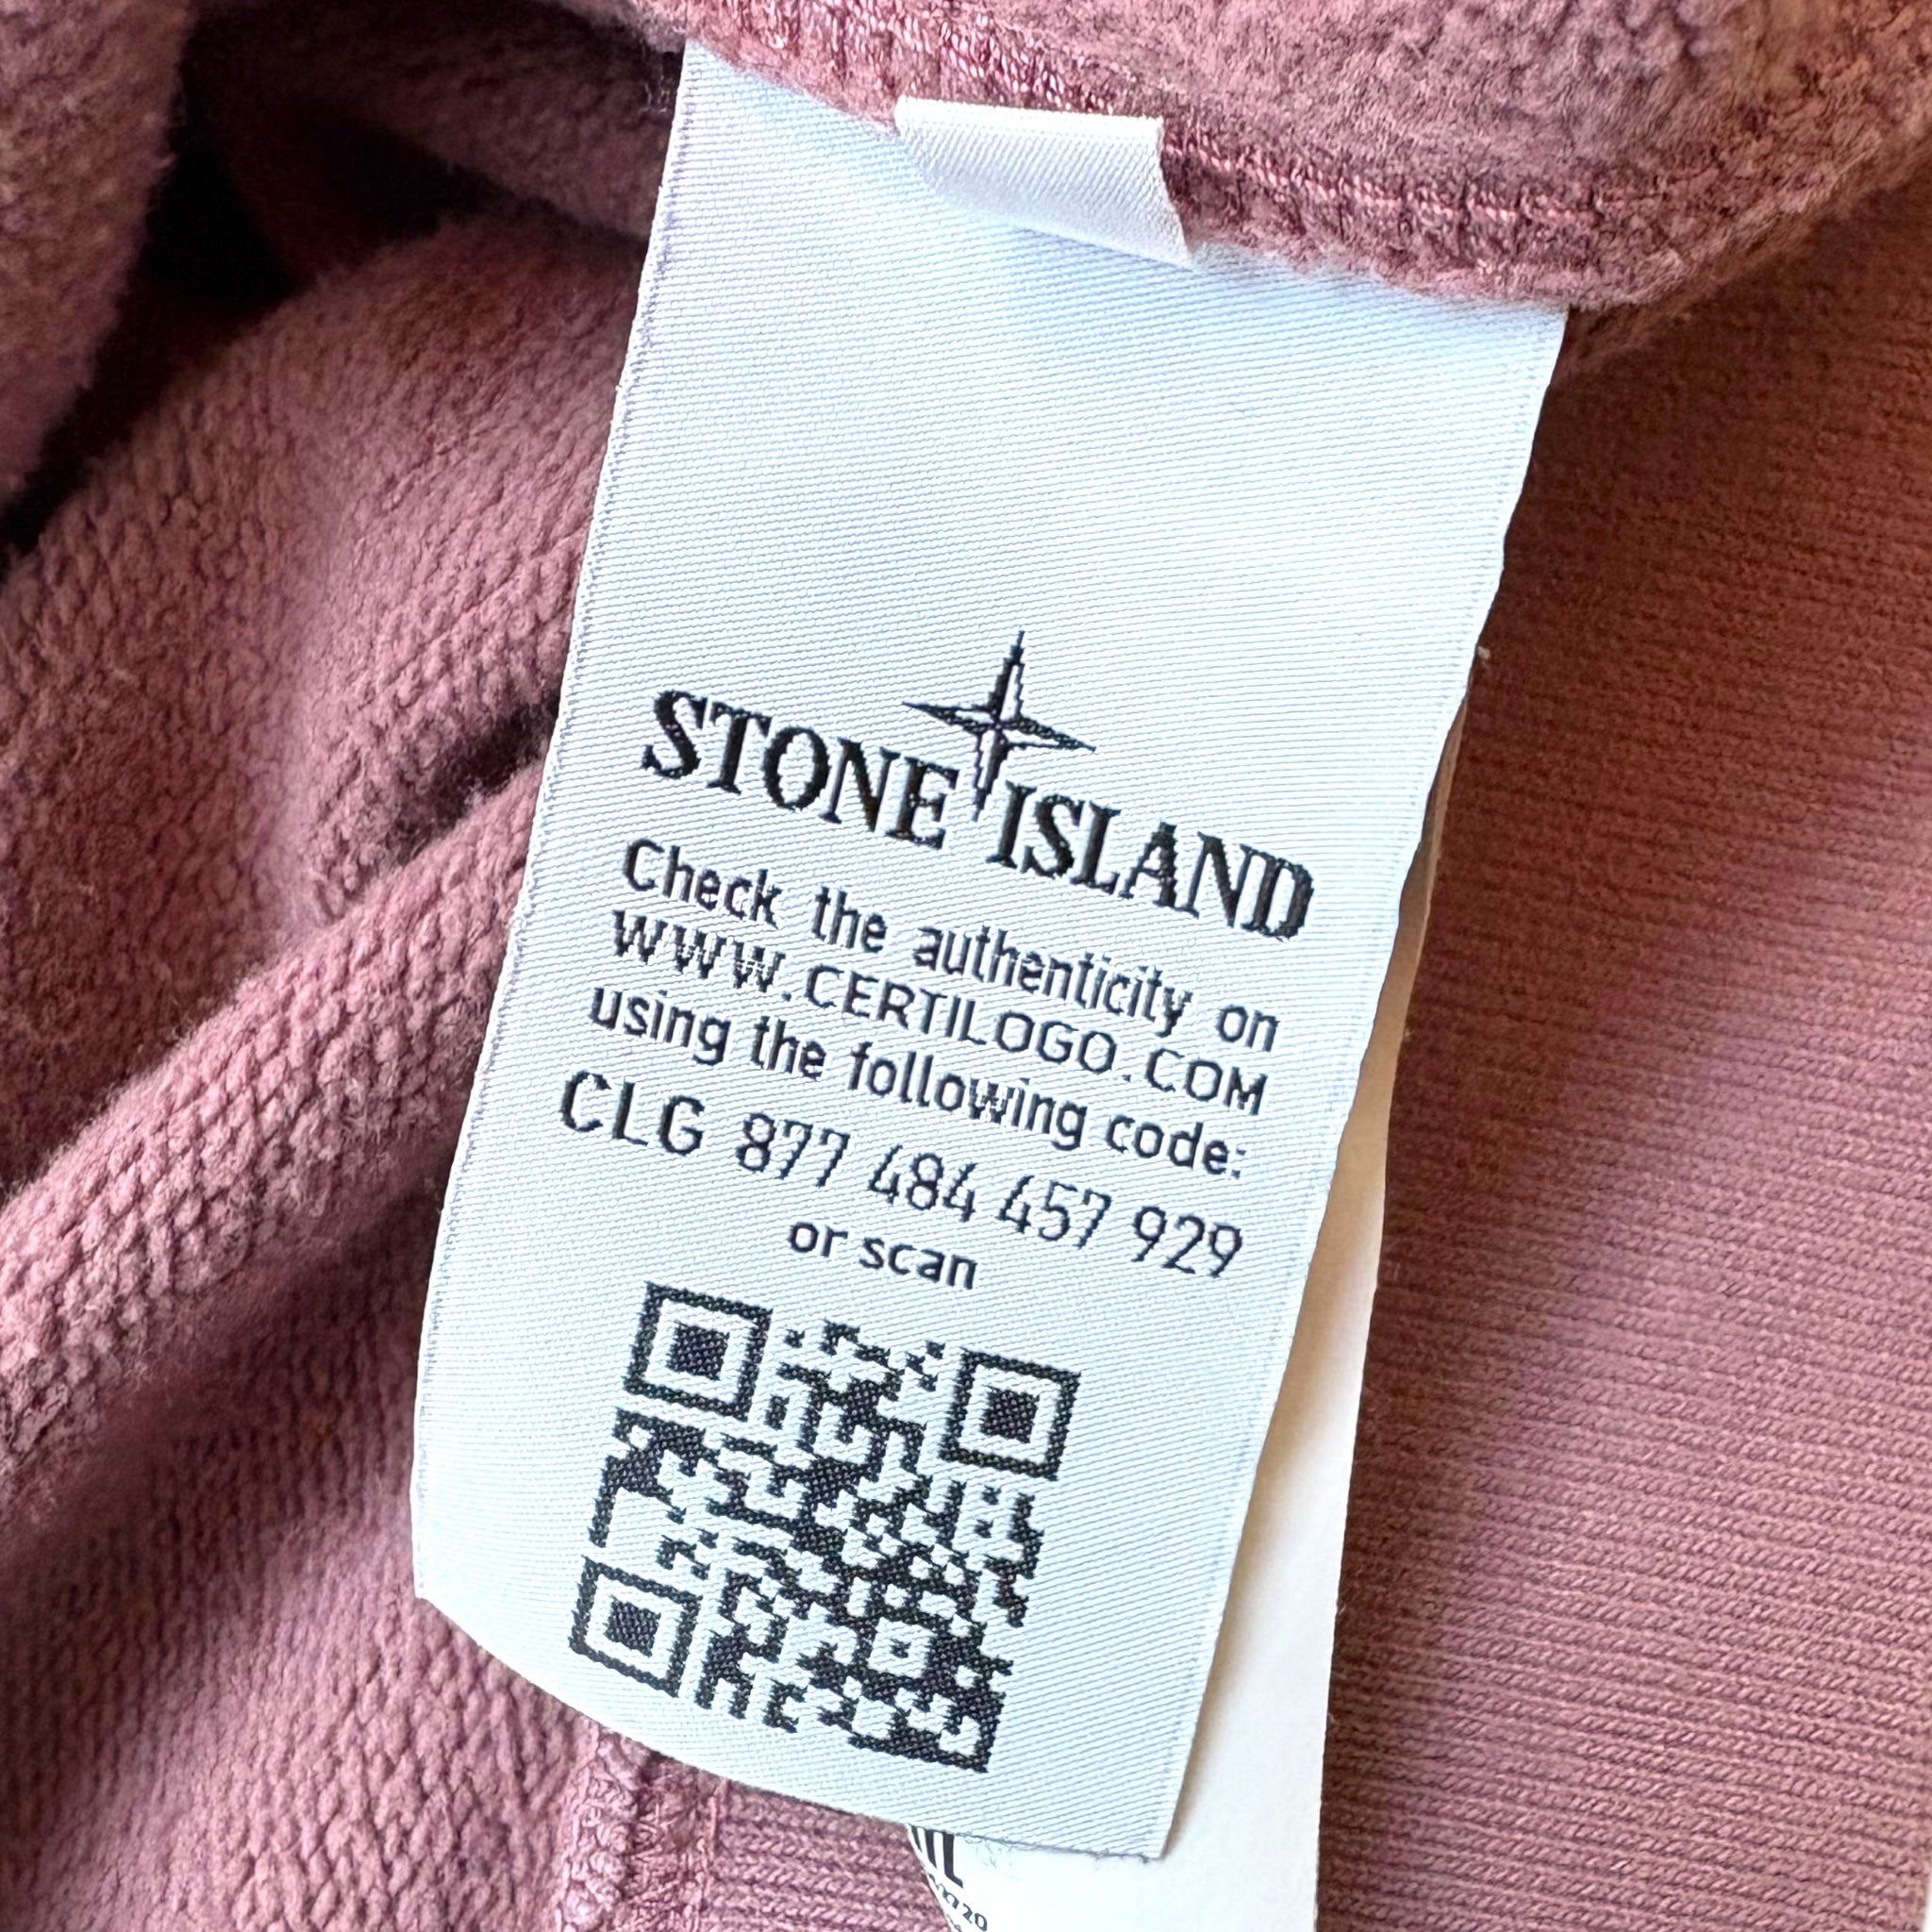 STONE ISLAND
Check the authenticity on
WWW.CERTILOGO.COM
using the following code:
CLG 877 484 457 929
or scan